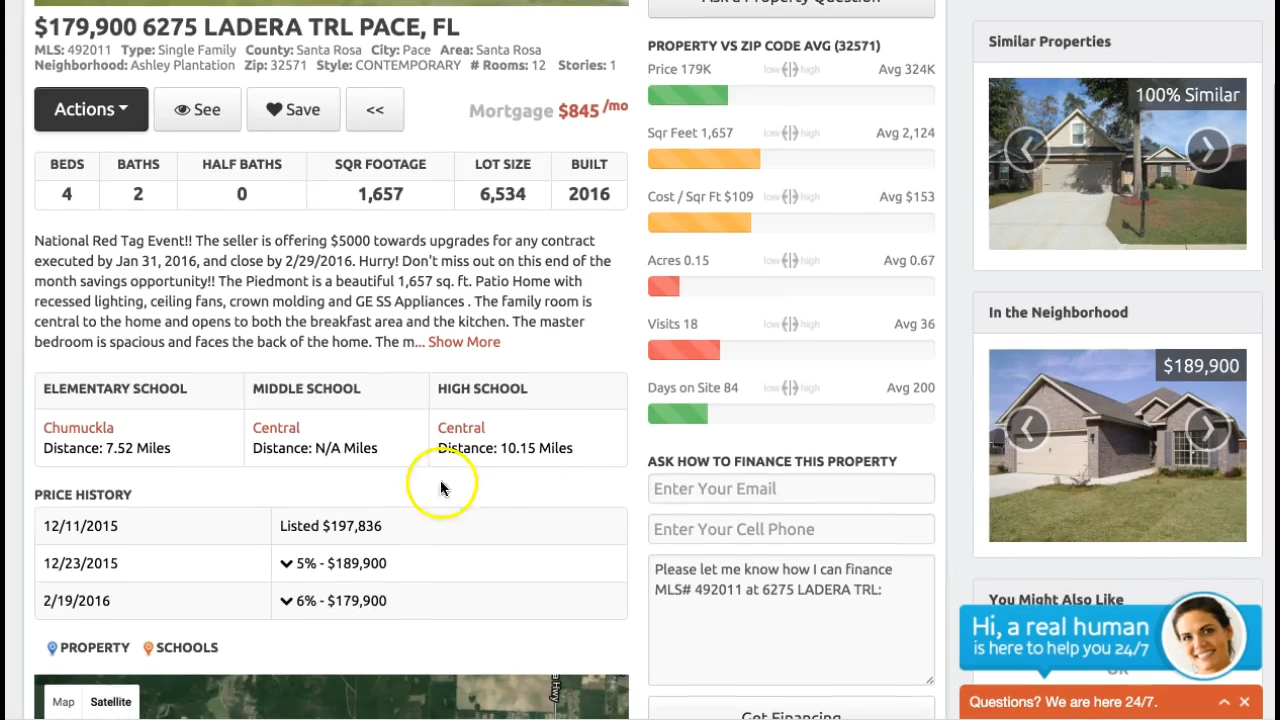 $179,900 6275 LADERA TRL PACE, FL
MLS: 492011 Type: Single Family County: Santa Rosa City: Pace Area: Santa Rosa
Neighborhood: Ashley Plantation Zip: 32571 Style: CONTEMPORARY # Rooms: 12 Stories: 1
Actions See Save << Mortgage $845 /mo
BEDS BATHS HALF BATHS SQR FOOTAGE LOT SIZE BUILT
4 2 0 1,657 6,534 2016
National Red Tag Event!! The seller is offering $5000 towards upgrades for any contract
executed by Jan 31, 2016, and close by 2/29/2016. Hurry! Don't miss out on this end of the
month savings opportunity!! The Piedmont is a beautiful 1,657 sq. ft. Patio Home with
recessed lighting, ceiling fans, crown molding and GE SS Appliances . The family room is
central to the home and opens to both the breakfast area and the kitchen. The master
bedroom is spacious and faces the back of the home. The m... Show More
ELEMENTARY SCHOOL MIDDLE SCHOOL HIGH SCHOOL
Chumuckla Central Central
Distance: 7.52 Miles Distance: N/A Miles Distance: 10.15 Miles
PRICE HISTORY
12/11/2015 Listed $197,836
12/23/2015 5% - $189,900
2/19/2016 6% - $179,900
PROPERTY SCHOOLS
Map Satellite
a Hwy
Ask a Property Question
PROPERTY VS ZIP CODE AVG (32571)
Price 179K low high Avg 324K
Sqr Feet 1,657 low high Avg 2,124
Cost / Sqr Ft $109 low high Avg $153
Acres 0.15 low high Avg 0.67
Visits 18 low high Avg 36
Days on Site 84 low high Avg 200
ASK HOW TO FINANCE THIS PROPERTY
Enter Your Email
Enter Your Cell Phone
Please let me know how I can finance
MLS# 492011 at 6275 LADERA TRL:
Get Financing
Similar Properties
100% Similar
In the Neighborhood
$189,900
You Might Also Like
Hi, a real human
is here to help you 24/7
OR
Questions? We are here 24/7.